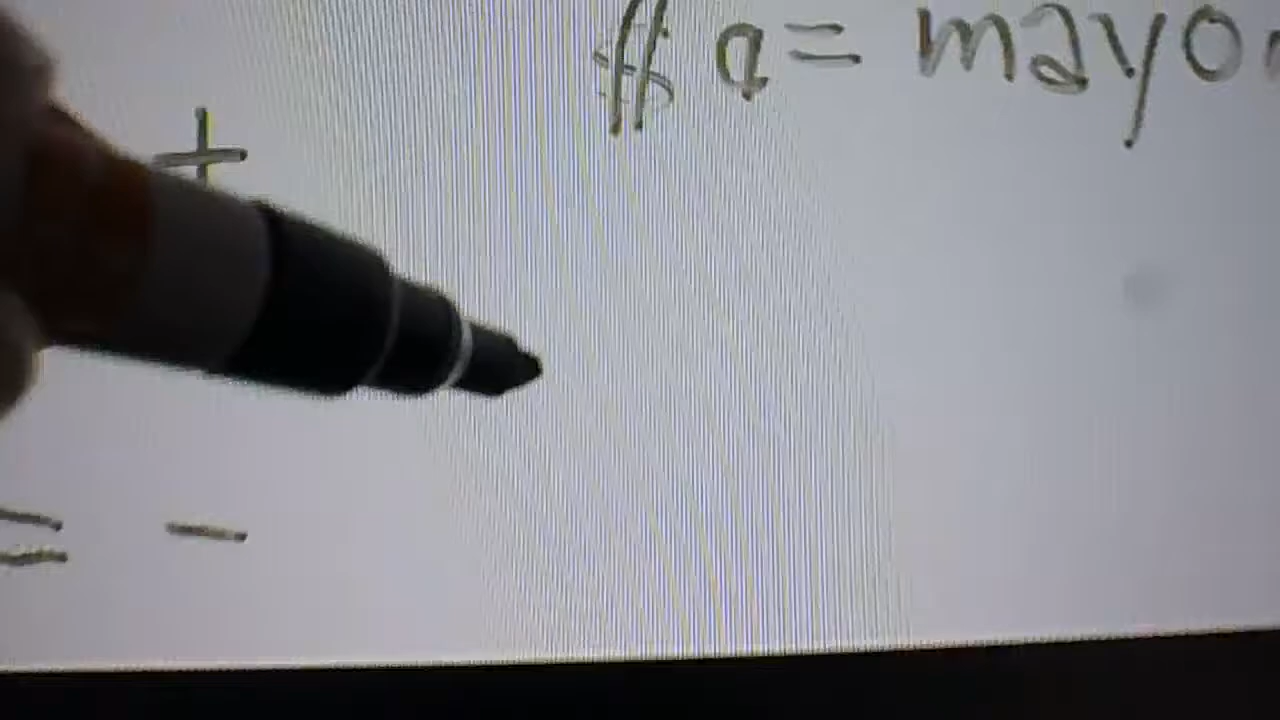 # a = mayo
+
= -